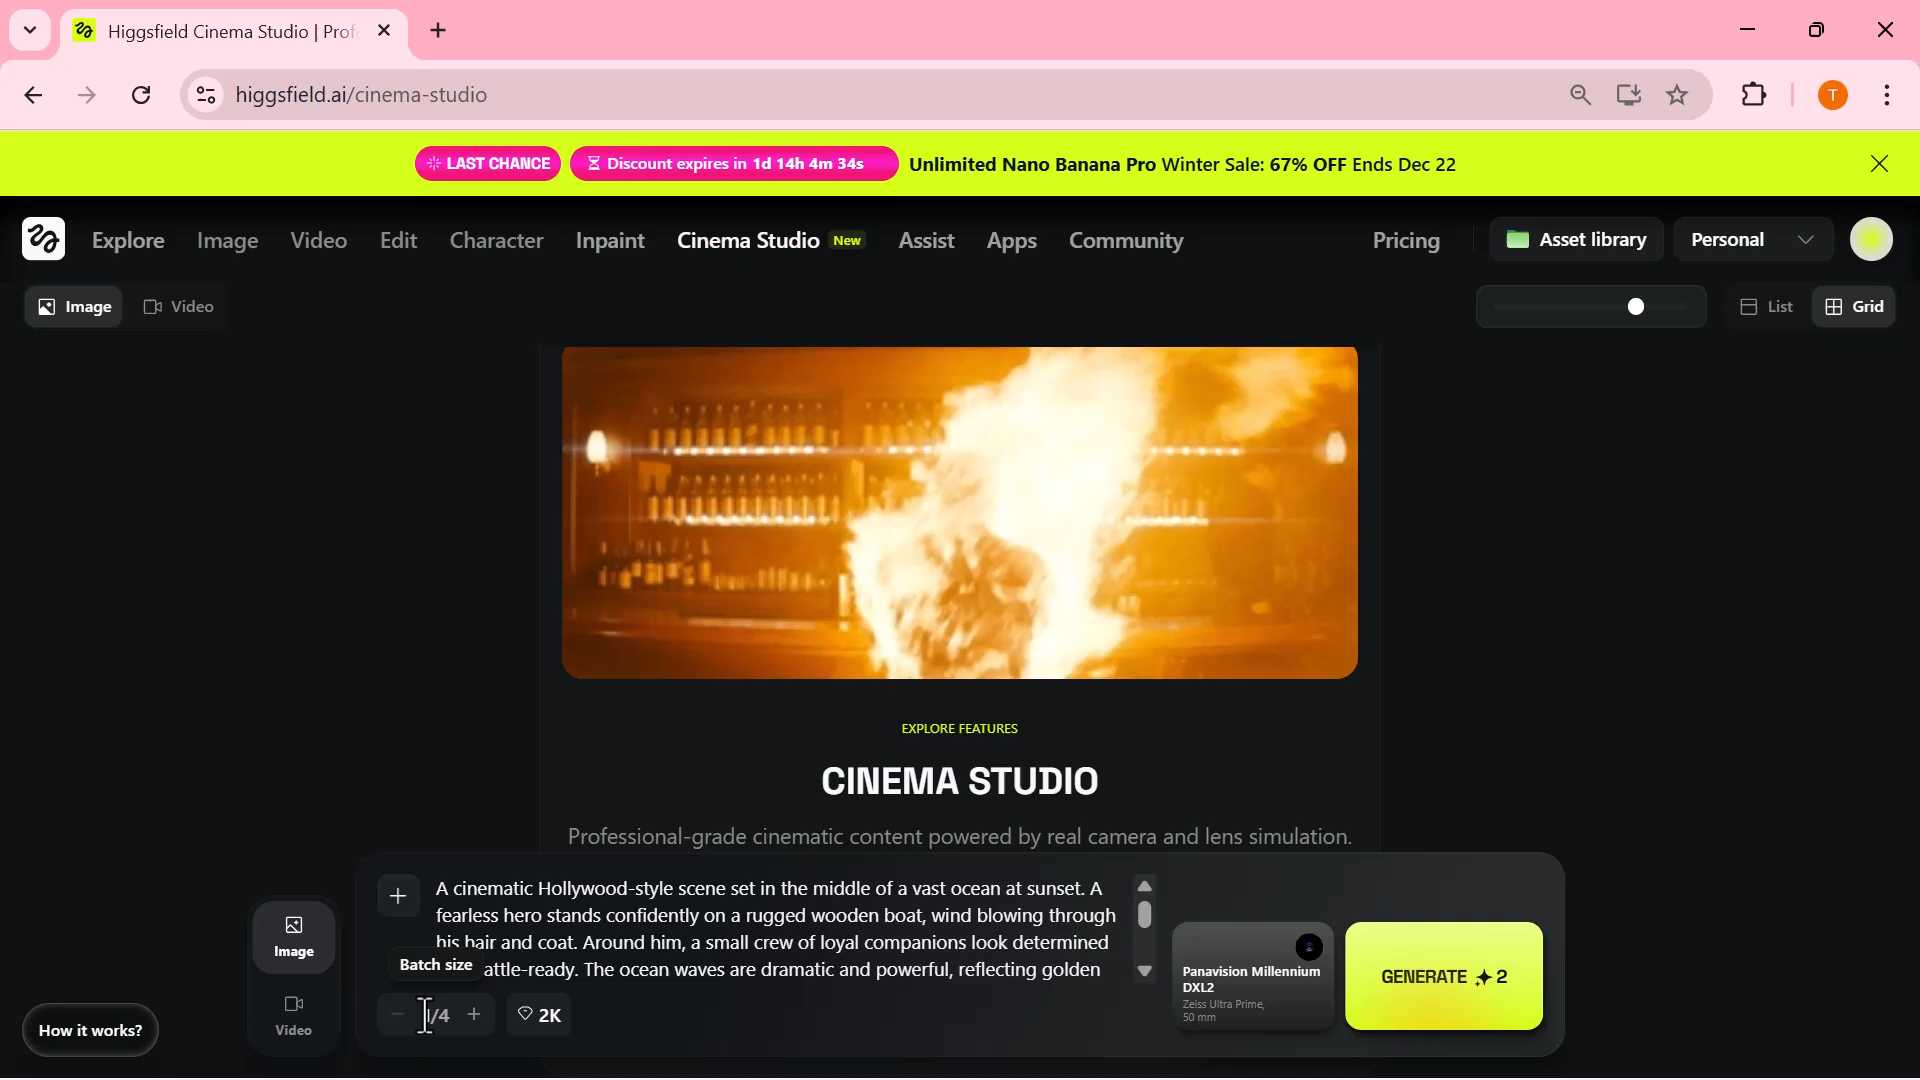 Higgsfield Cinema Studio | Prof
higgsfield.ai/cinema-studio
T
LAST CHANCE
Discount expires in 1d 14h 4m 34s
Unlimited Nano Banana Pro Winter Sale: 67% OFF Ends Dec 22
Explore
Image
Video
Edit
Character
Inpaint
Cinema Studio New
Assist
Apps
Community
Pricing
Asset library
Personal
Image
Video
List
Grid
EXPLORE FEATURES
CINEMA STUDIO
Professional-grade cinematic content powered by real camera and lens simulation.
A cinematic Hollywood-style scene set in the middle of a vast ocean at sunset. A
fearless hero stands confidently on a rugged wooden boat, wind blowing through
his hair and coat. Around him, a small crew of loyal companions look determined
attle-ready. The ocean waves are dramatic and powerful, reflecting golden
Batch size
/4
2K
Image
Video
How it works?
Panavision Millennium
DXL2
Zeiss Ultra Prime,
50 mm
GENERATE 2